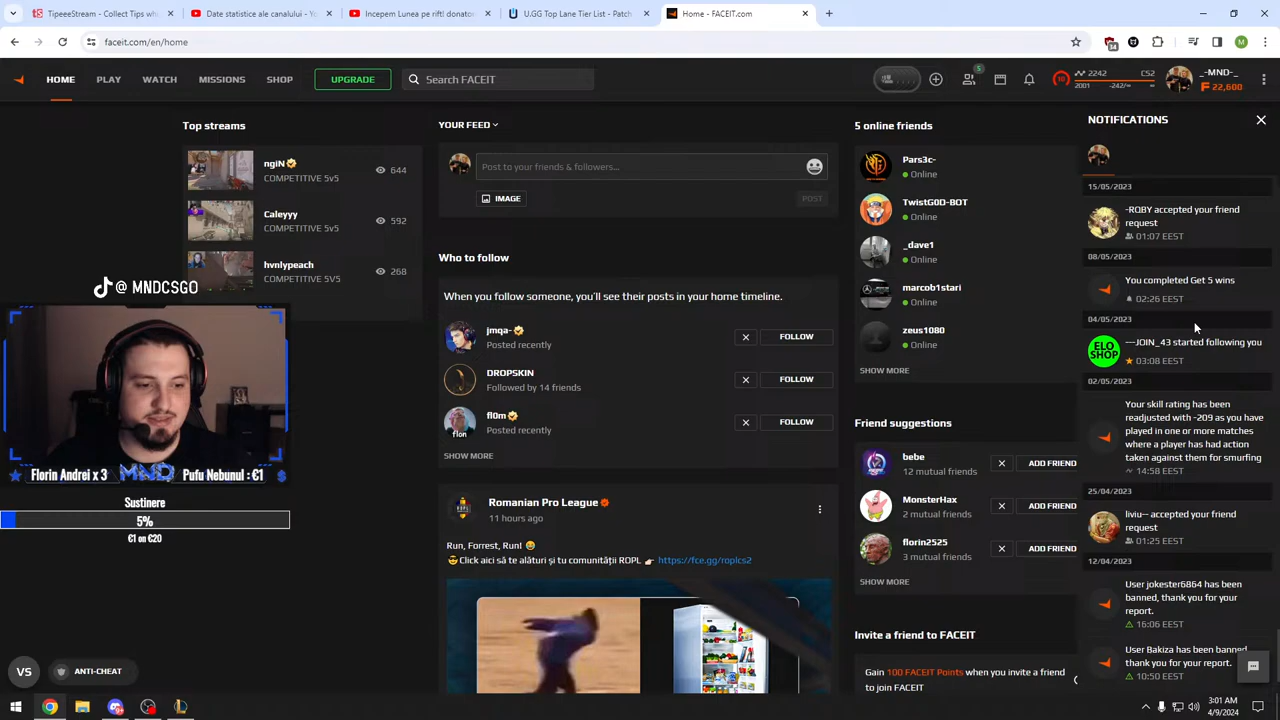 TipeeeStream - Collect Tips wh
Date statistice ale canalului - Yo
Incepem Lunea pe rift! donator
U.GG Top Lane Tier List - Patch
Home - FACEIT.com
faceit.com/en/home
14
M
HOME
PLAY
WATCH
MISSIONS
SHOP
UPGRADE
Search FACEIT
5
10
2242
CS2
2001
-242/∞
∞
_-MND-_
22,600
Top streams
ngiN
COMPETITIVE 5v5
644
Caleyyy
COMPETITIVE 5v5
592
hvnlypeach
COMPETITIVE 5V5
268
@ MNDCSGO
Florin Andrei x 3
MND
Pufu Nebunul : €1
Sustinere
5%
€1 on €20
VS
ANTI-CHEAT
YOUR FEED
Post to your friends & followers...
IMAGE
POST
Who to follow
When you follow someone, you'll see their posts in your home timeline.
jmqa-
Posted recently
FOLLOW
DROPSKIN
Followed by 14 friends
FOLLOW
fl0m
Posted recently
FOLLOW
SHOW MORE
Romanian Pro League
11 hours ago
Run, Forrest, Run! 😄
😎Click aici să te alături și tu comunității ROPL 👉🏻 https://fce.gg/roplcs2
5 online friends
Pars3c-
Online
TwistG0D-BOT
Online
_dave1
Online
marcob1stari
Online
zeus1080
Online
SHOW MORE
Friend suggestions
bebe
12 mutual friends
ADD FRIEND
MonsterHax
2 mutual friends
ADD FRIEND
florin2525
3 mutual friends
ADD FRIEND
SHOW MORE
Invite a friend to FACEIT
Gain 100 FACEIT Points when you invite a friend
to join FACEIT
NOTIFICATIONS
15/05/2023
-RQBY accepted your friend
request
01:07 EEST
08/05/2023
You completed Get 5 wins
02:26 EEST
04/05/2023
ELO
SHOP
---JOIN_43 started following you
03:08 EEST
02/05/2023
Your skill rating has been
readjusted with -209 as you have
played in one or more matches
where a player has had action
taken against them for smurfing
14:58 EEST
25/04/2023
liviu-- accepted your friend
request
01:25 EEST
12/04/2023
User jokester6864 has been
banned, thank you for your
report.
16:06 EEST
User Bakiza has been banned,
thank you for your report.
10:50 EEST
3:01 AM
4/9/2024